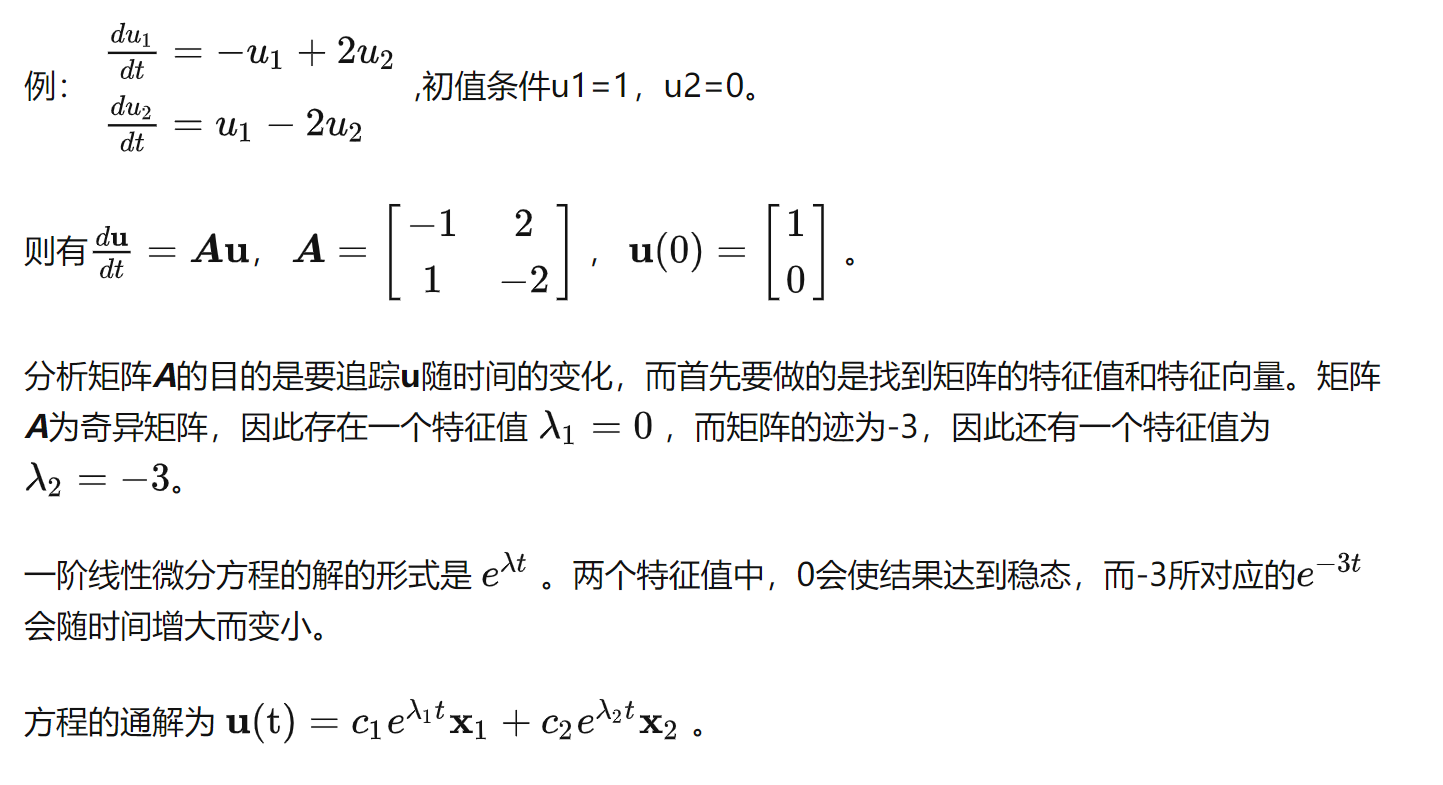 例： $\frac{du_1}{dt} = -u_1 + 2u_2$
$\frac{du_2}{dt} = u_1 - 2u_2$ ,初值条件u1=1，u2=0。
则有$\frac{d\mathbf{u}}{dt} = \boldsymbol{A}\mathbf{u}$， $\boldsymbol{A} = \begin{bmatrix} -1 & 2 \\ 1 & -2 \end{bmatrix}$ ， $\mathbf{u}(0) = \begin{bmatrix} 1 \\ 0 \end{bmatrix}$ 。
分析矩阵A的目的是要追踪u随时间的变化，而首先要做的是找到矩阵的特征值和特征向量。矩阵
A为奇异矩阵，因此存在一个特征值 $\lambda_1 = 0$ ，而矩阵的迹为-3，因此还有一个特征值为
$\lambda_2 = -3$。
一阶线性微分方程的解的形式是 $e^{\lambda t}$ 。两个特征值中，0会使结果达到稳态，而-3所对应的$e^{-3t}$
会随时间增大而变小。
方程的通解为 $\mathbf{u}(\mathrm{t}) = c_1 e^{\lambda_1 t} \mathbf{x}_1 + c_2 e^{\lambda_2 t} \mathbf{x}_2$ 。